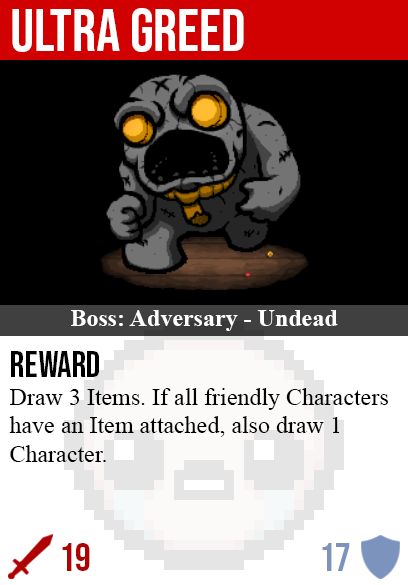 ULTRA GREED
Boss: Adversary - Undead
REWARD
Draw 3 Items. If all friendly Characters
have an Item attached, also draw 1
Character.
19 17